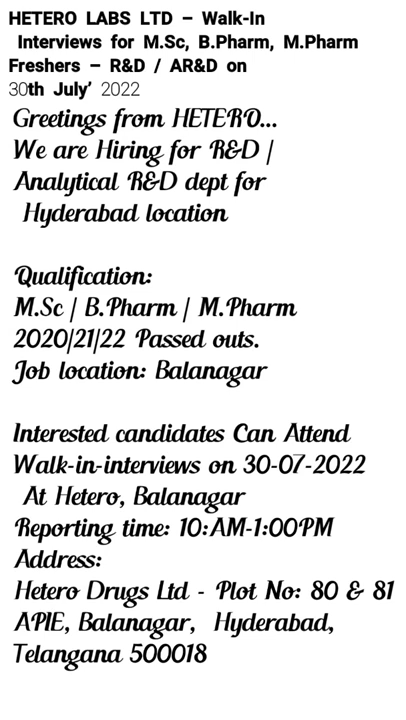 HETERO LABS LTD – Walk-In
Interviews for M.Sc, B.Pharm, M.Pharm
Freshers – R&D / AR&D on
30th July’ 2022
Greetings from HETERO...
We are Hiring for R&D |
Analytical R&D dept for
Hyderabad location
Qualification:
M.Sc | B.Pharm | M.Pharm
2020|21|22 Passed outs.
Job location: Balanagar
Interested candidates Can Attend
Walk-in-interviews on 30-07-2022
At Hetero, Balanagar
Reporting time: 10:AM-1:00PM
Address:
Hetero Drugs Ltd - Plot No: 80 & 81
APIE, Balanagar, Hyderabad,
Telangana 500018